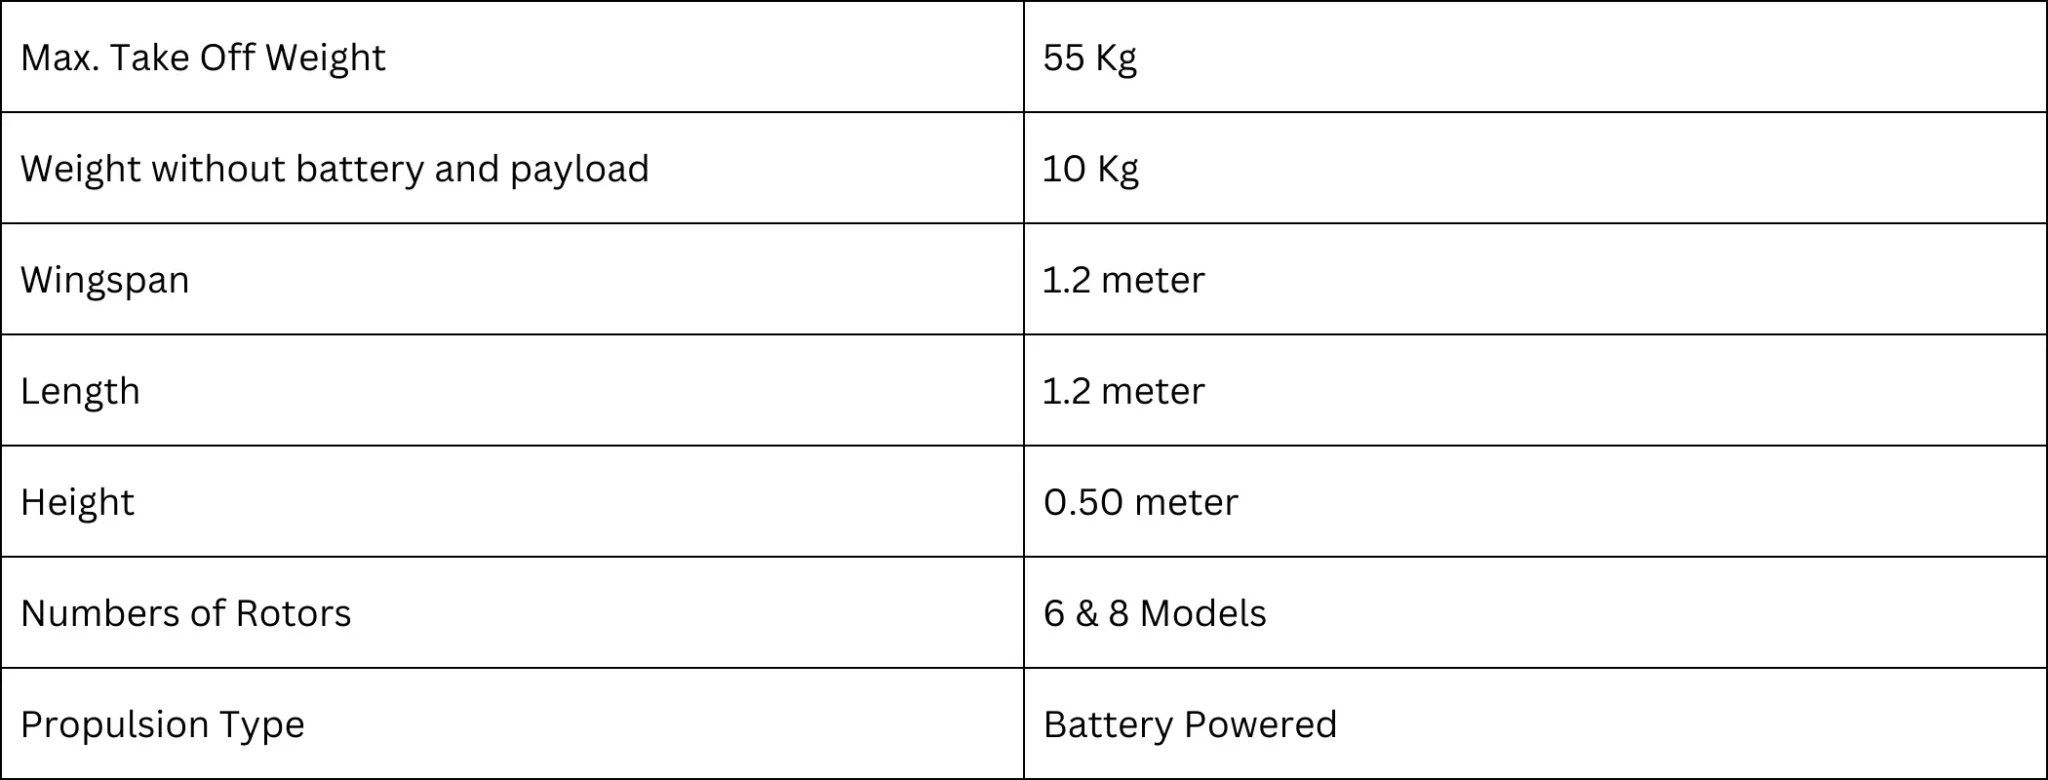 Max. Take Off Weight 55 Kg
Weight without battery and payload 10 Kg
Wingspan 1.2 meter
Length 1.2 meter
Height 0.50 meter
Numbers of Rotors 6 & 8 Models
Propulsion Type Battery Powered